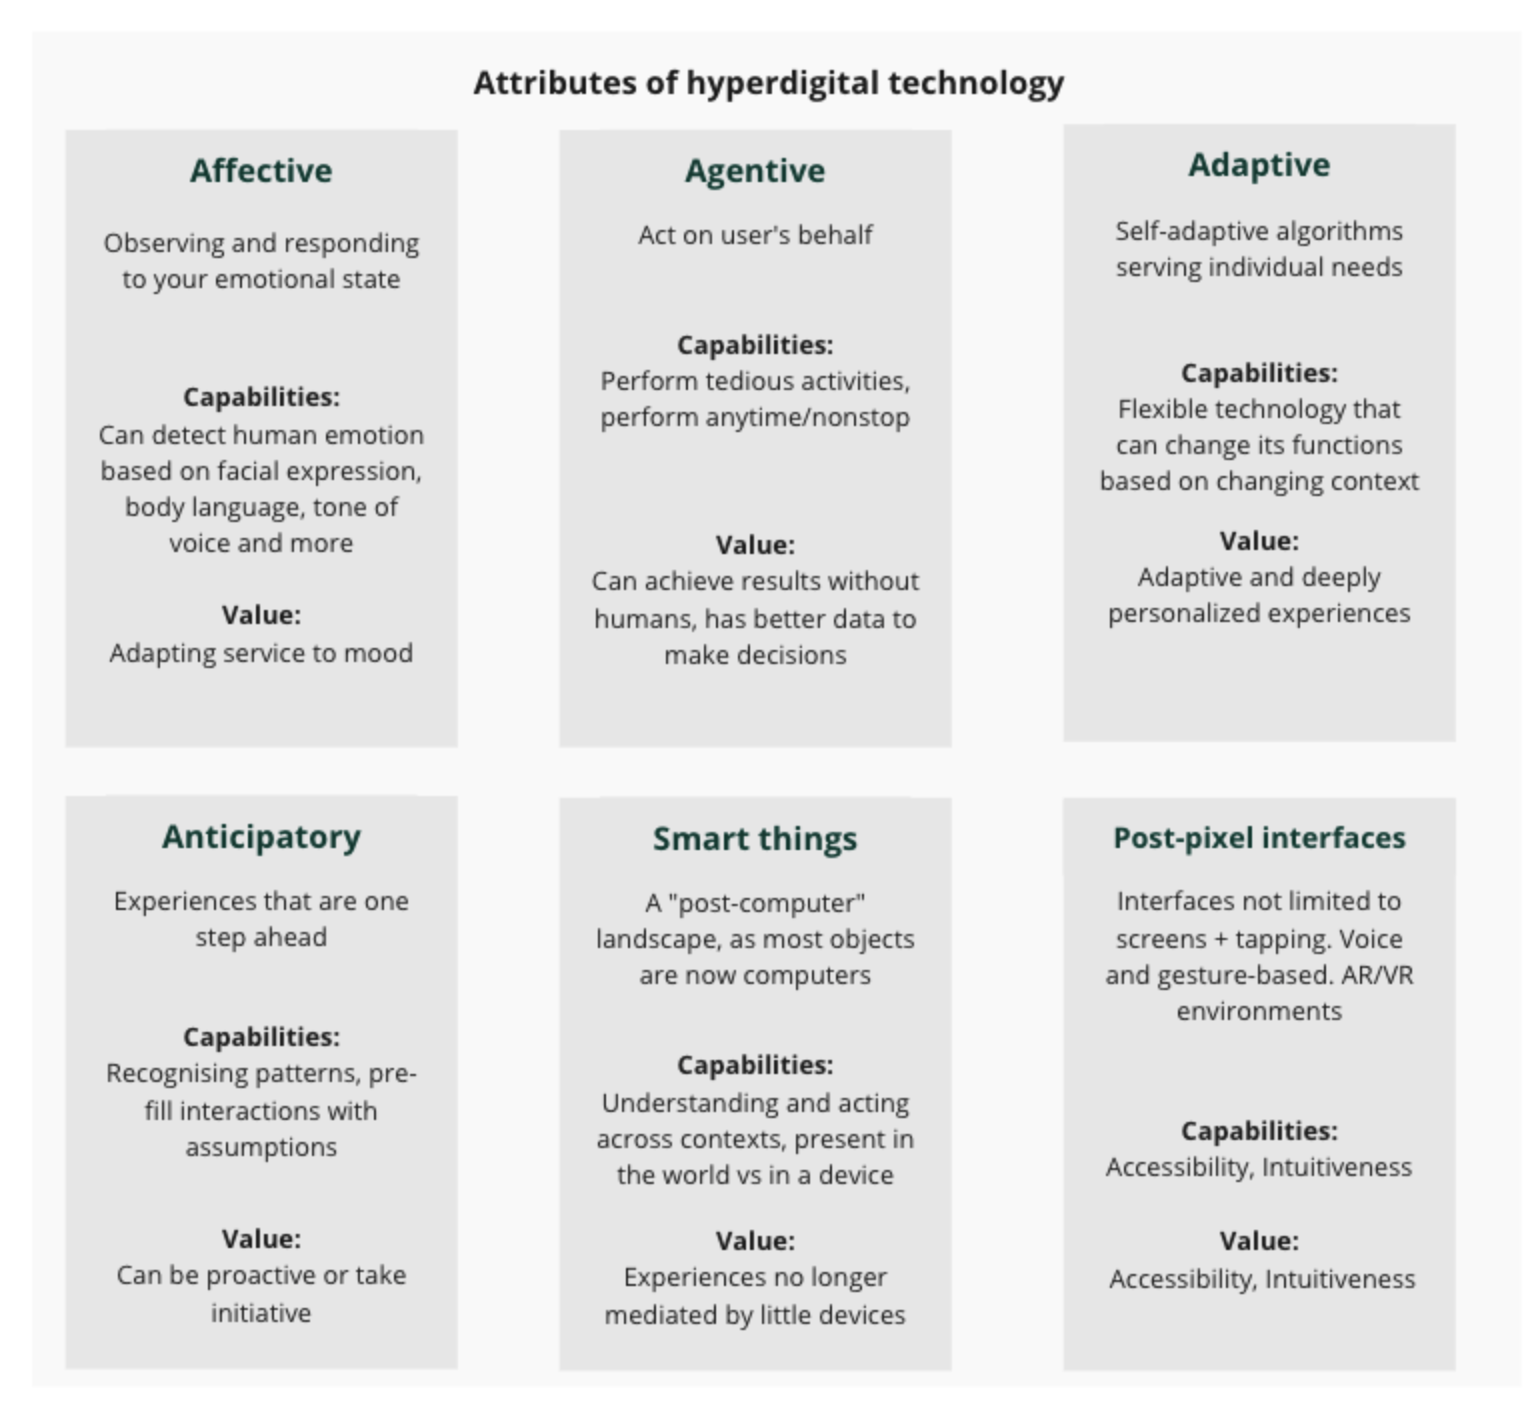 Attributes of hyperdigital technology
Affective
Observing and responding
to your emotional state
Capabilities:
Can detect human emotion
based on facial expression,
body language, tone of
voice and more
Value:
Adapting service to mood
Agentive
Act on user's behalf
Capabilities:
Perform tedious activities,
perform anytime/nonstop
Value:
Can achieve results without
humans, has better data to
make decisions
Adaptive
Self-adaptive algorithms
serving individual needs
Capabilities:
Flexible technology that
can change its functions
based on changing context
Value:
Adaptive and deeply
personalized experiences
Anticipatory
Experiences that are one
step ahead
Capabilities:
Recognising patterns, pre-
fill interactions with
assumptions
Value:
Can be proactive or take
initiative
Smart things
A "post-computer"
landscape, as most objects
are now computers
Capabilities:
Understanding and acting
across contexts, present in
the world vs in a device
Value:
Experiences no longer
mediated by little devices
Post-pixel interfaces
Interfaces not limited to
screens + tapping. Voice
and gesture-based. AR/VR
environments
Capabilities:
Accessibility, Intuitiveness
Value:
Accessibility, Intuitiveness